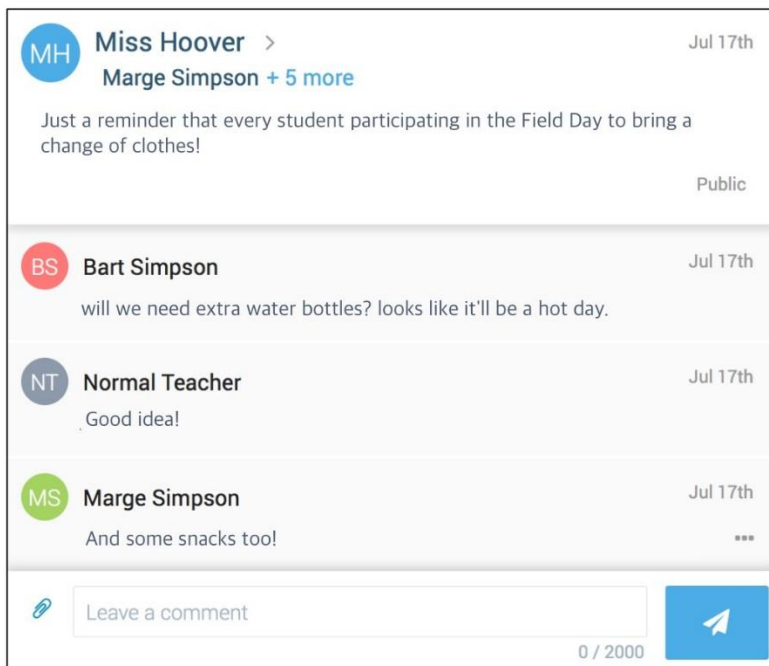 MH
Miss Hoover >
Jul 17th
Marge Simpson + 5 more
Just a reminder that every student participating in the Field Day to bring a
change of clothes!
Public
BS
Bart Simpson
Jul 17th
will we need extra water bottles? looks like it'll be a hot day.
NT
Normal Teacher
Jul 17th
Good idea!
MS
Marge Simpson
Jul 17th
And some snacks too!
Leave a comment
0 / 2000